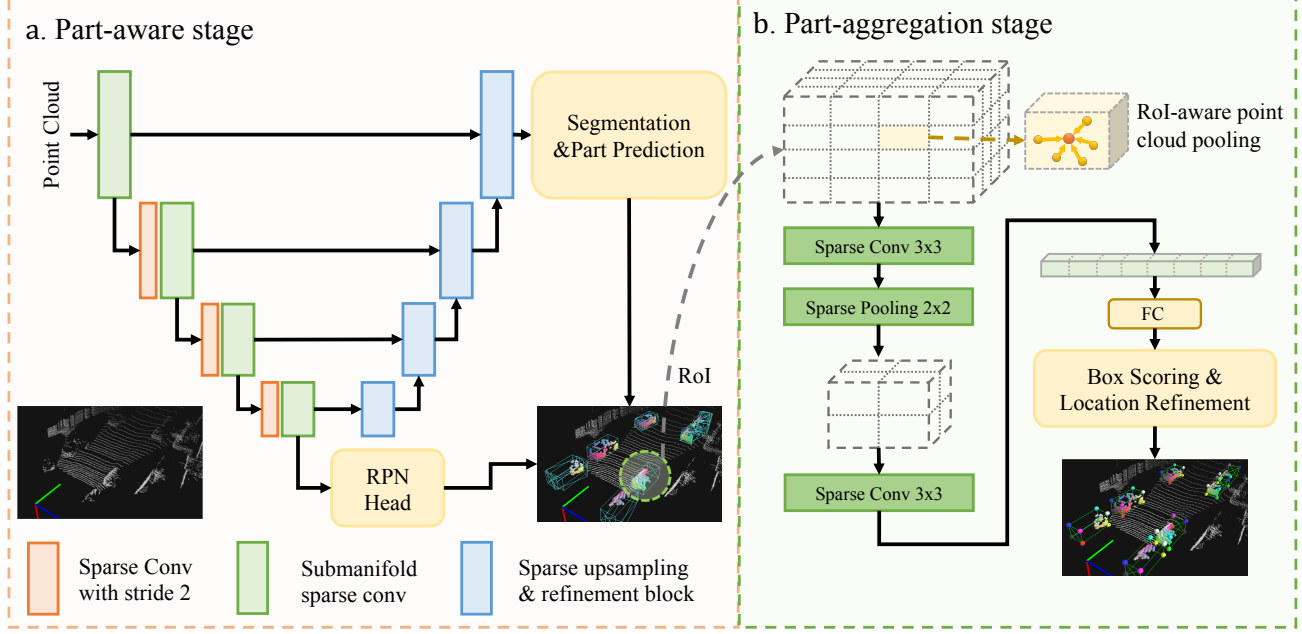 a. Part-aware stage
Point Cloud
Segmentation
&Part Prediction
RoI
RPN
Head
Sparse Conv
with stride 2
Submanifold
sparse conv
Sparse upsampling
& refinement block
b. Part-aggregation stage
RoI-aware point
cloud pooling
Sparse Conv 3x3
Sparse Pooling 2x2
Sparse Conv 3x3
FC
Box Scoring &
Location Refinement